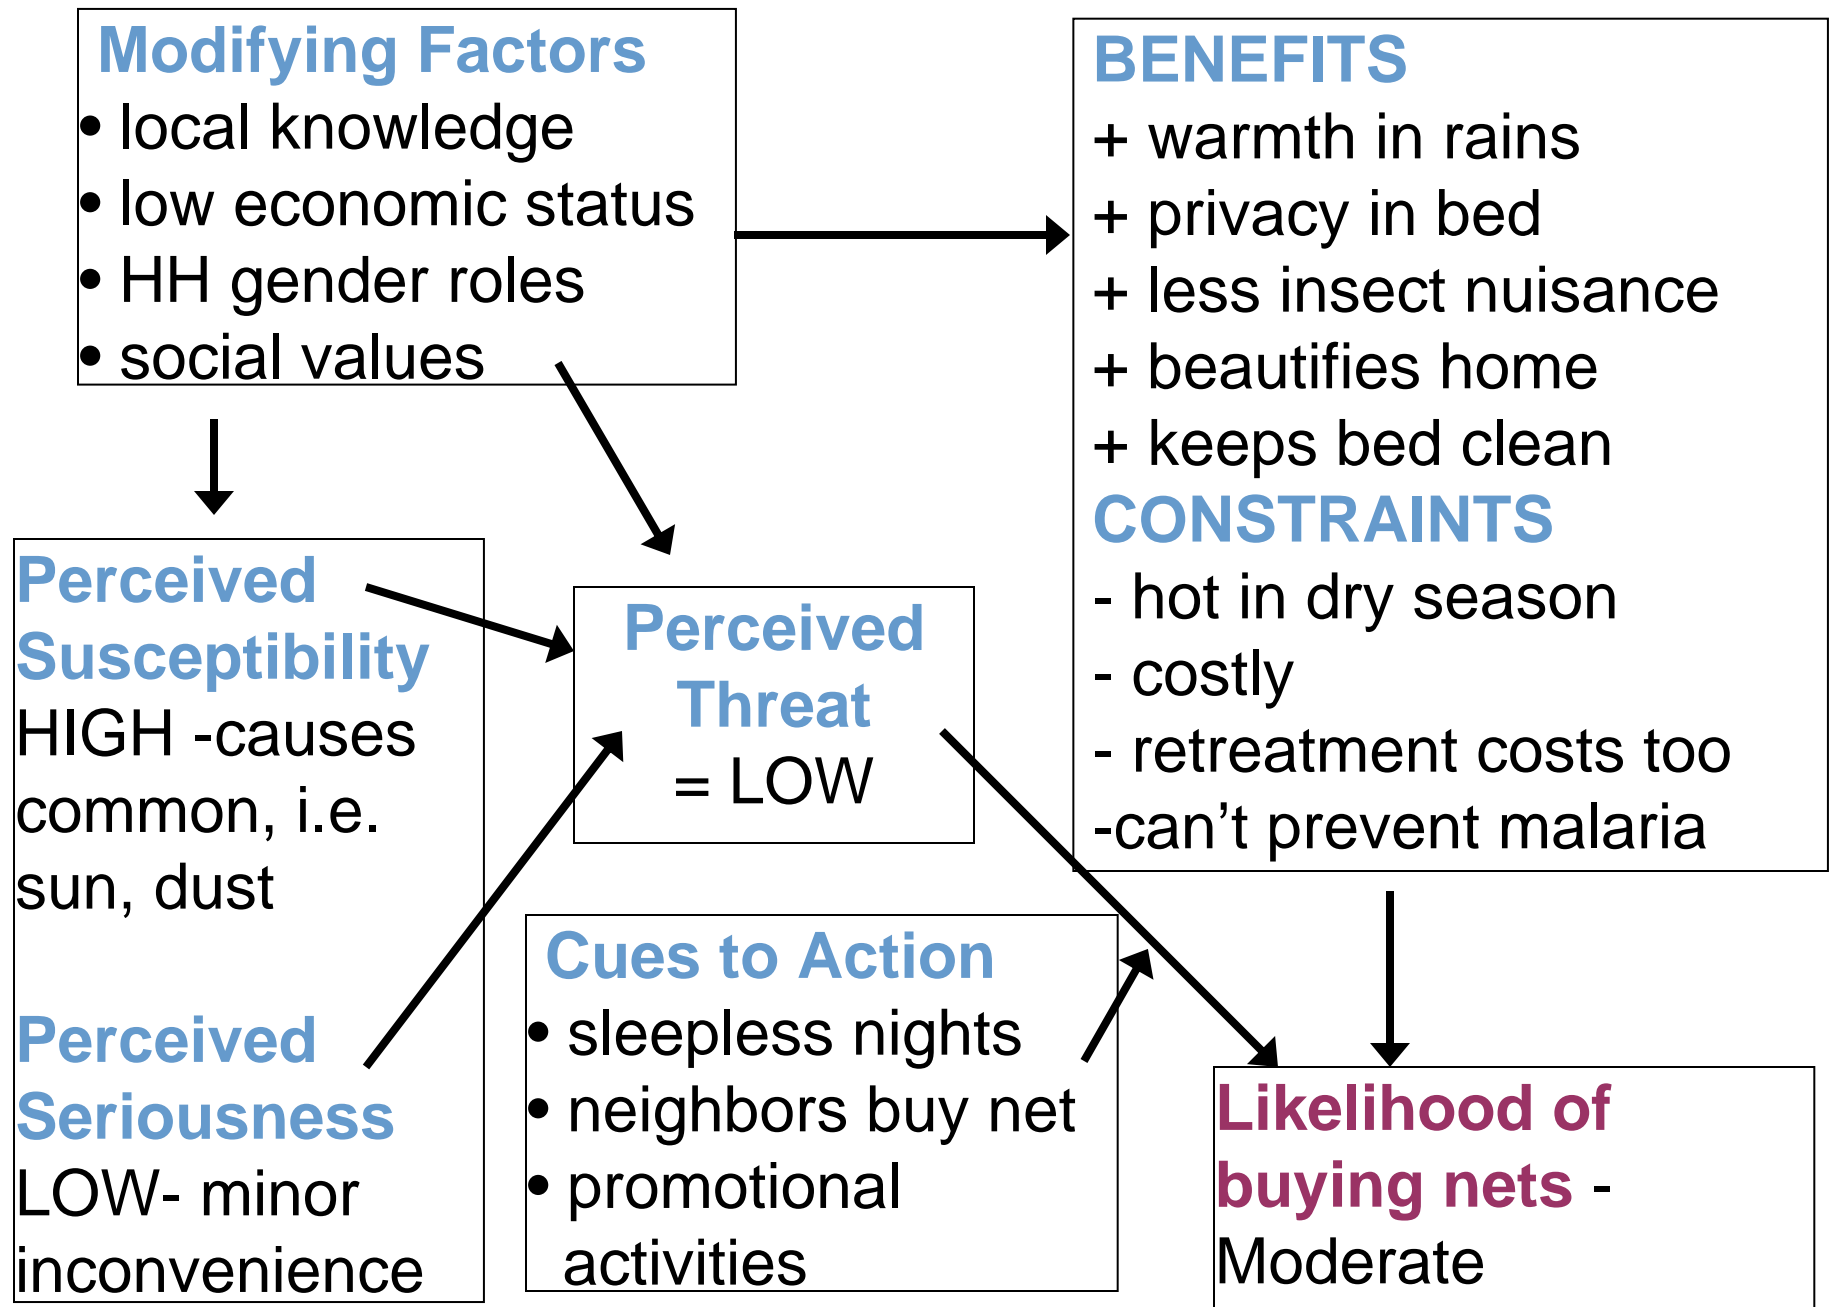 Modifying Factors
• local knowledge
• low economic status
• HH gender roles
• social values
BENEFITS
+ warmth in rains
+ privacy in bed
+ less insect nuisance
+ beautifies home
+ keeps bed clean
CONSTRAINTS
- hot in dry season
- costly
- retreatment costs too
-can’t prevent malaria
Perceived
Susceptibility
HIGH -causes
common, i.e.
sun, dust
Perceived
Seriousness
LOW- minor
inconvenience
Perceived
Threat
= LOW
Cues to Action
• sleepless nights
• neighbors buy net
• promotional
activities
Likelihood of
buying nets -
Moderate